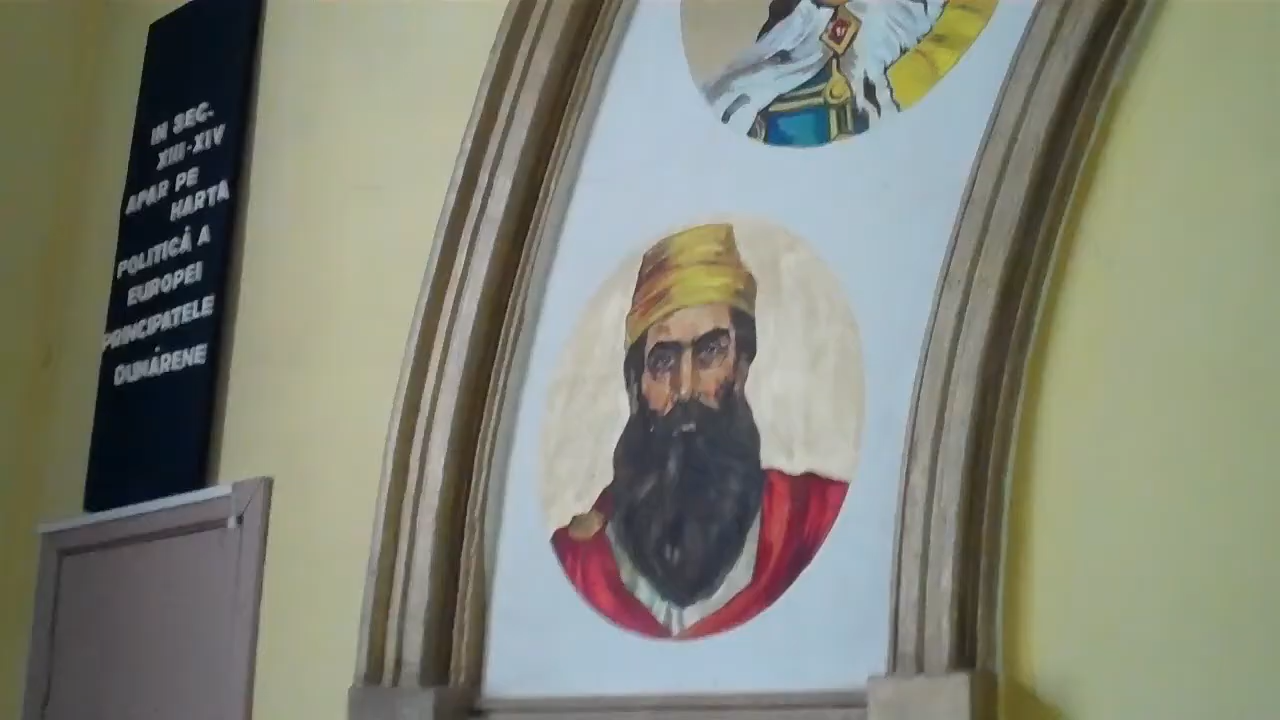 IN SEC.
XIII-XIV
APAR PE
HARTA
POLITICĂ A
EUROPEI
PRINCIPATELE
DUNĂRENE